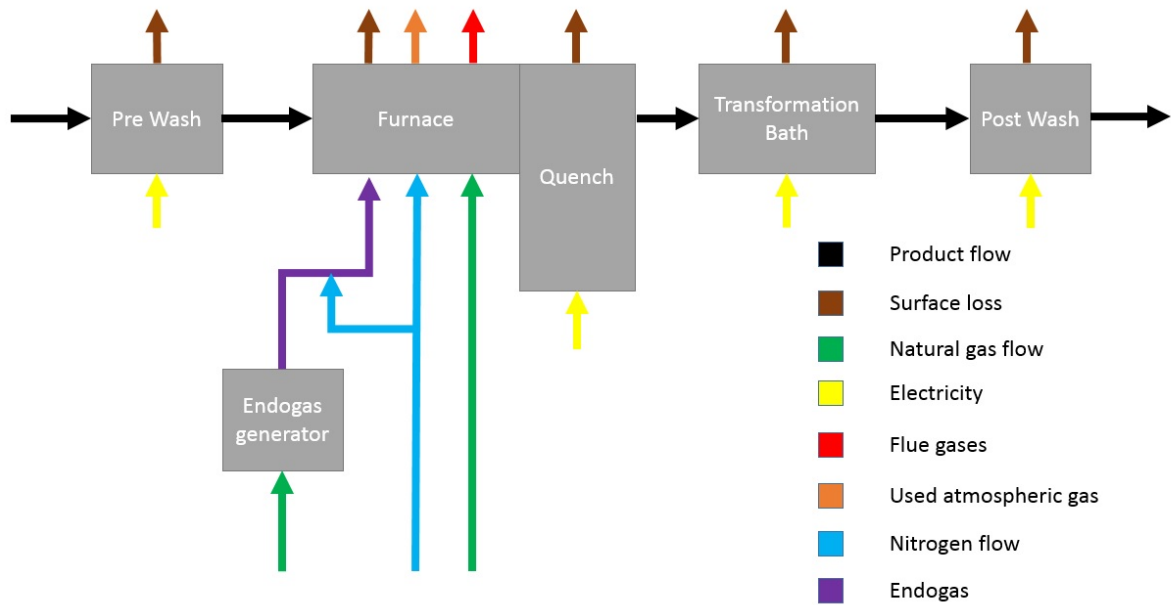 Pre Wash
Furnace
Quench
Transformation
Bath
Post Wash
Endogas
generator
Product flow
Surface loss
Natural gas flow
Electricity
Flue gases
Used atmospheric gas
Nitrogen flow
Endogas